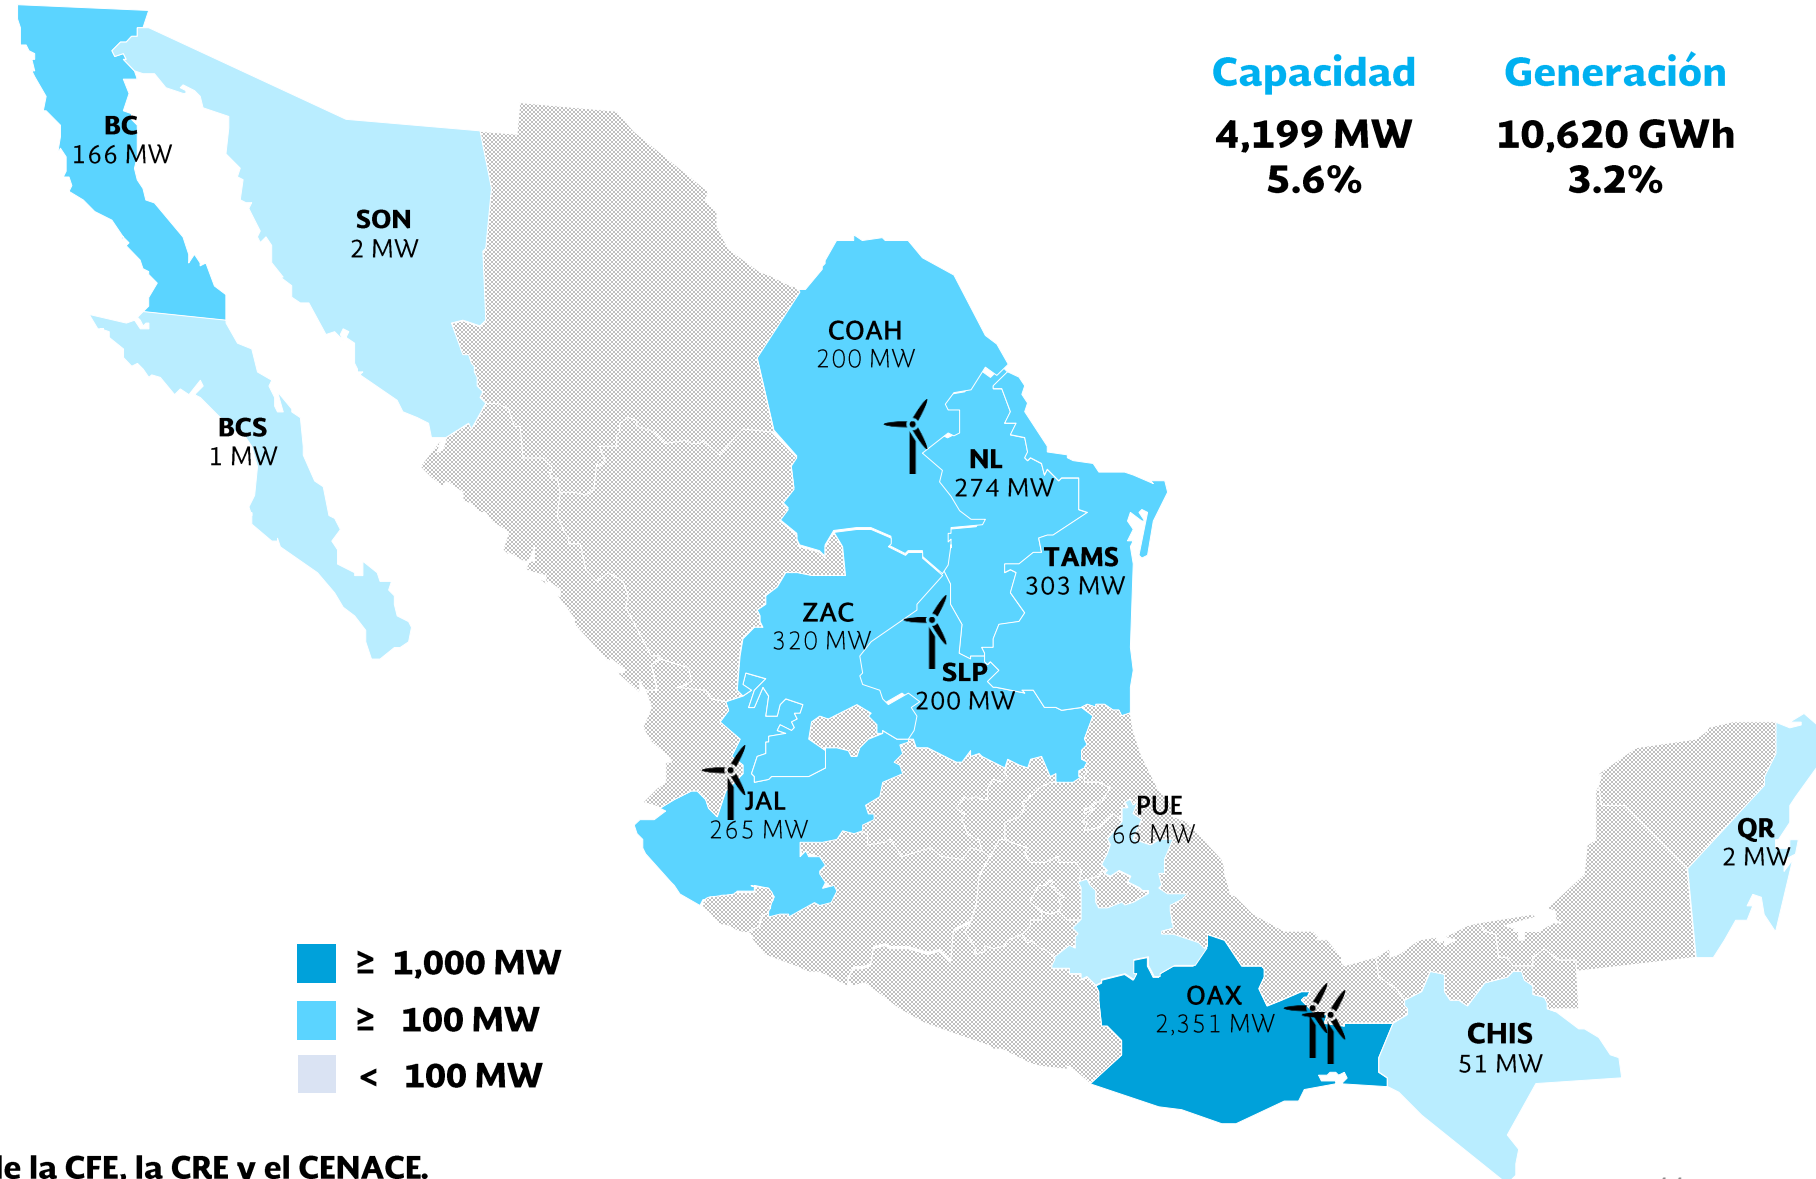 Capacidad
4,199 MW
5.6%
Generación
10,620 GWh
3.2%
BC
166 MW
SON
2 MW
COAH
200 MW
BCS
1 MW
NL
274 MW
TAMS
303 MW
ZAC
320 MW
SLP
200 MW
JAL
265 MW
PUE
66 MW
QR
2 MW
OAX
2,351 MW
CHIS
51 MW
≥ 1,000 MW
≥ 100 MW
< 100 MW
de la CFE, la CRE y el CENACE.